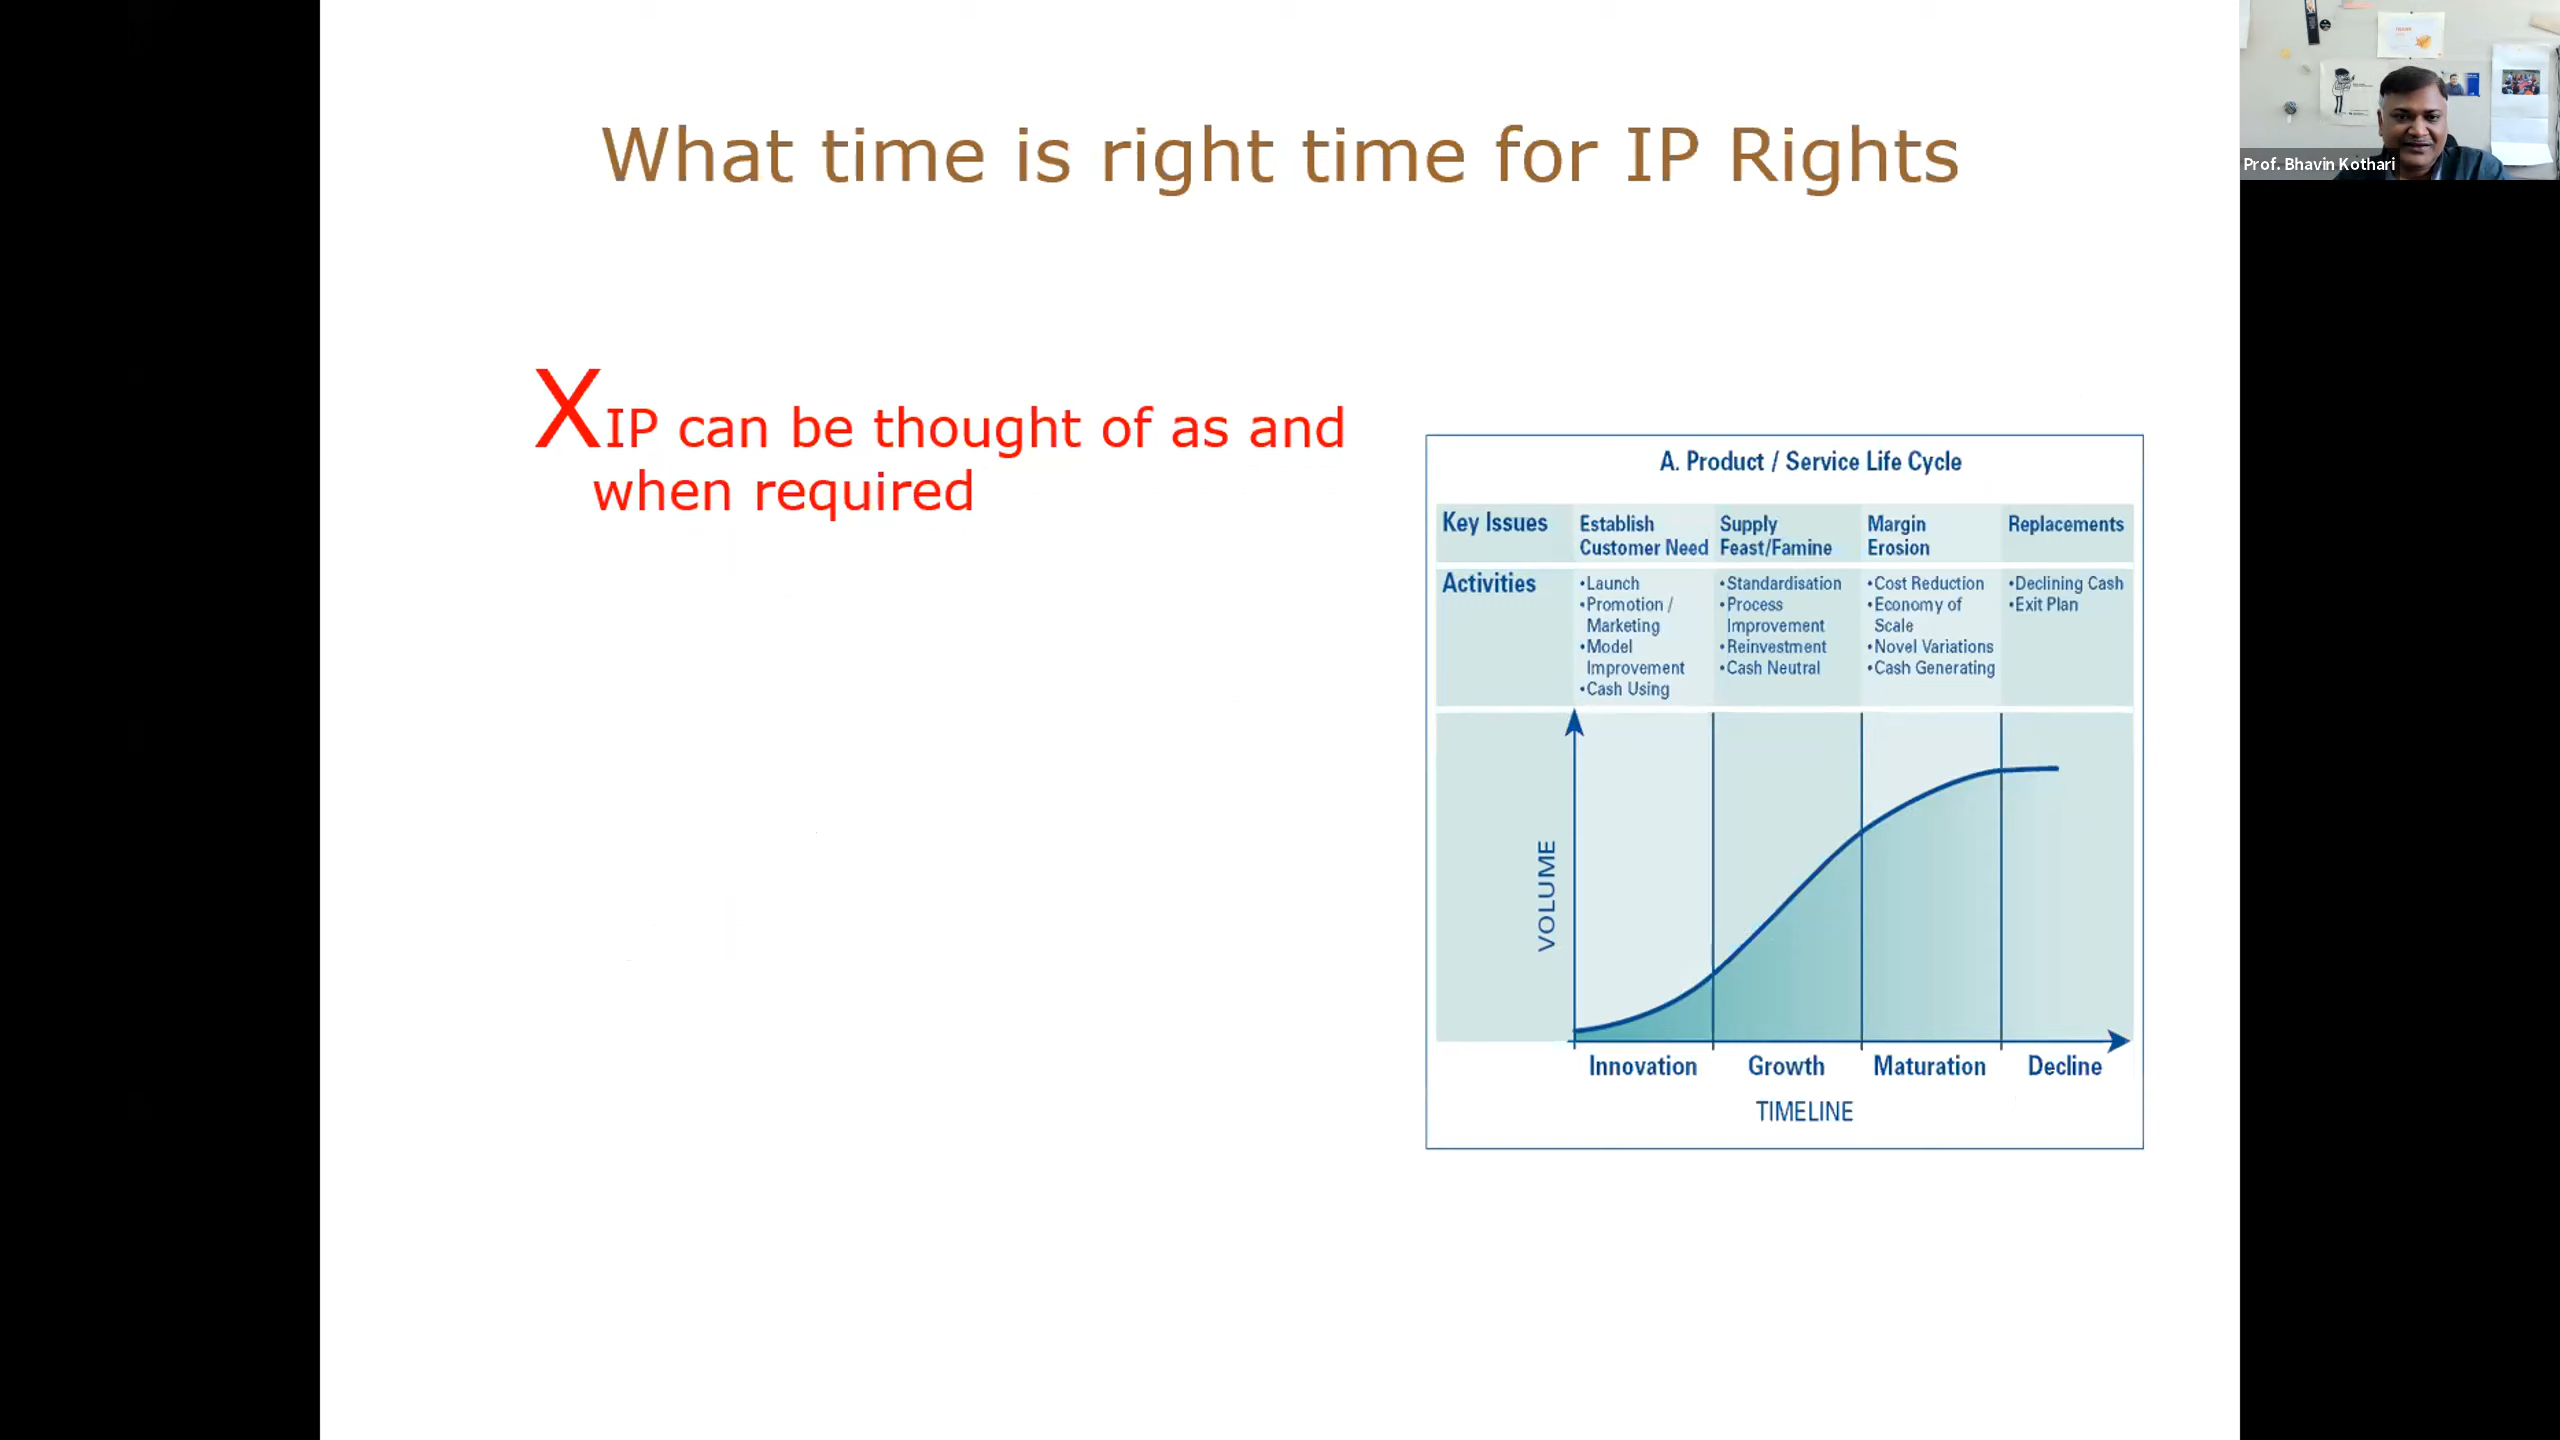 What time is right time for IP Rights
Prof. Bhavin Kothari
X IP can be thought of as and
when required
A. Product / Service Life Cycle
Key Issues
Establish
Customer Need
Supply
Feast/Famine
Margin
Erosion
Replacements
Activities
•Launch
•Promotion /
Marketing
•Model
Improvement
•Cash Using
•Standardisation
•Process
Improvement
•Reinvestment
•Cash Neutral
•Cost Reduction
•Economy of
Scale
•Novel Variations
•Cash Generating
•Declining Cash
•Exit Plan
VOLUME
Innovation
Growth
Maturation
Decline
TIMELINE